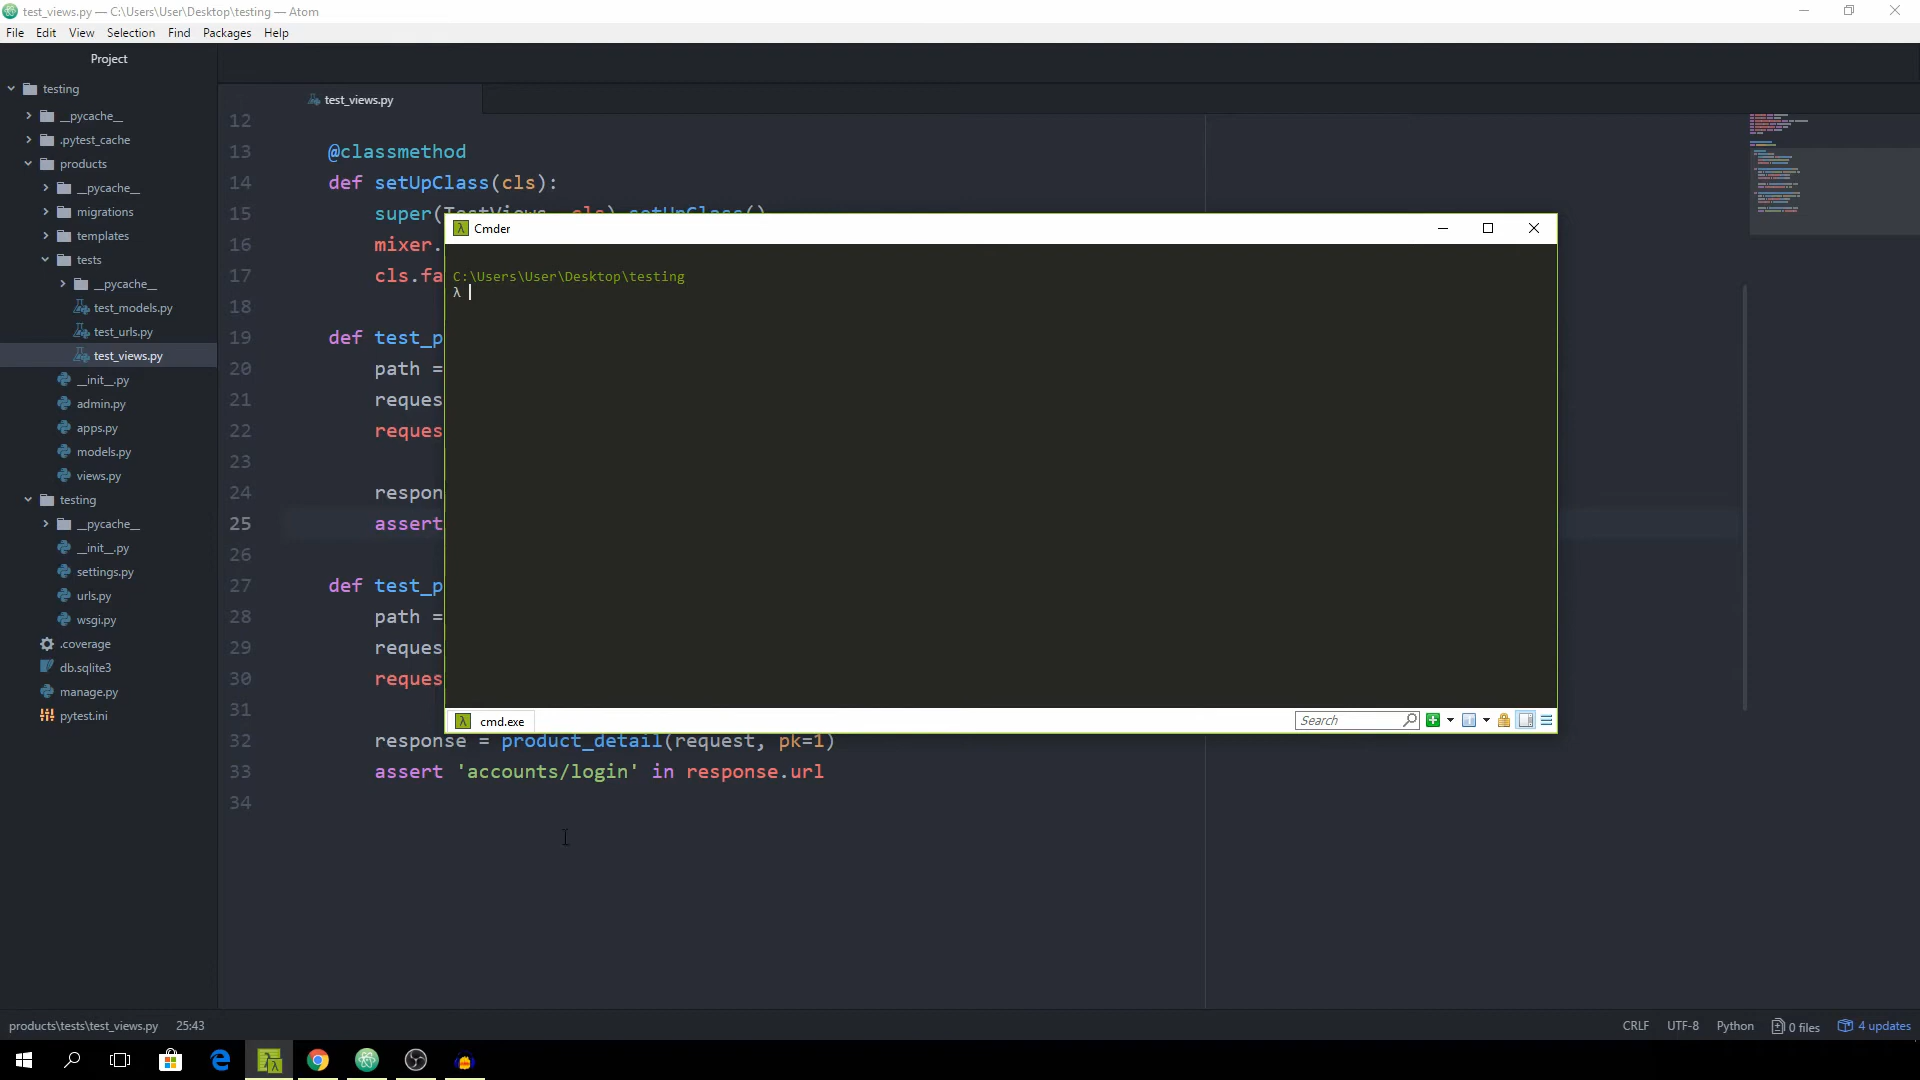 test_views.py — C:\Users\User\Desktop\testing — Atom
File Edit View Selection Find Packages Help
Project
testing
__pycache__
.pytest_cache
products
__pycache__
migrations
templates
tests
__pycache__
test_models.py
test_urls.py
test_views.py
__init__.py
admin.py
apps.py
models.py
views.py
testing
__pycache__
__init__.py
settings.py
urls.py
wsgi.py
.coverage
db.sqlite3
manage.py
pytest.ini
test_views.py
12
13 @classmethod
14 def setUpClass(cls):
15 super(TestViews, cls).setUpClass()
16 mixer.
17 cls.fa
18
19 def test_p
20 path =
21 reques
22 reques
23
24 respon
25 assert
26
27 def test_p
28 path =
29 reques
30 reques
31
32 response = product_detail(request, pk=1)
33 assert 'accounts/login' in response.url
34
Cmder
C:\Users\User\Desktop\testing
λ
cmd.exe
Search
products\tests\test_views.py 25:43
CRLF UTF-8 Python 0 files 4 updates